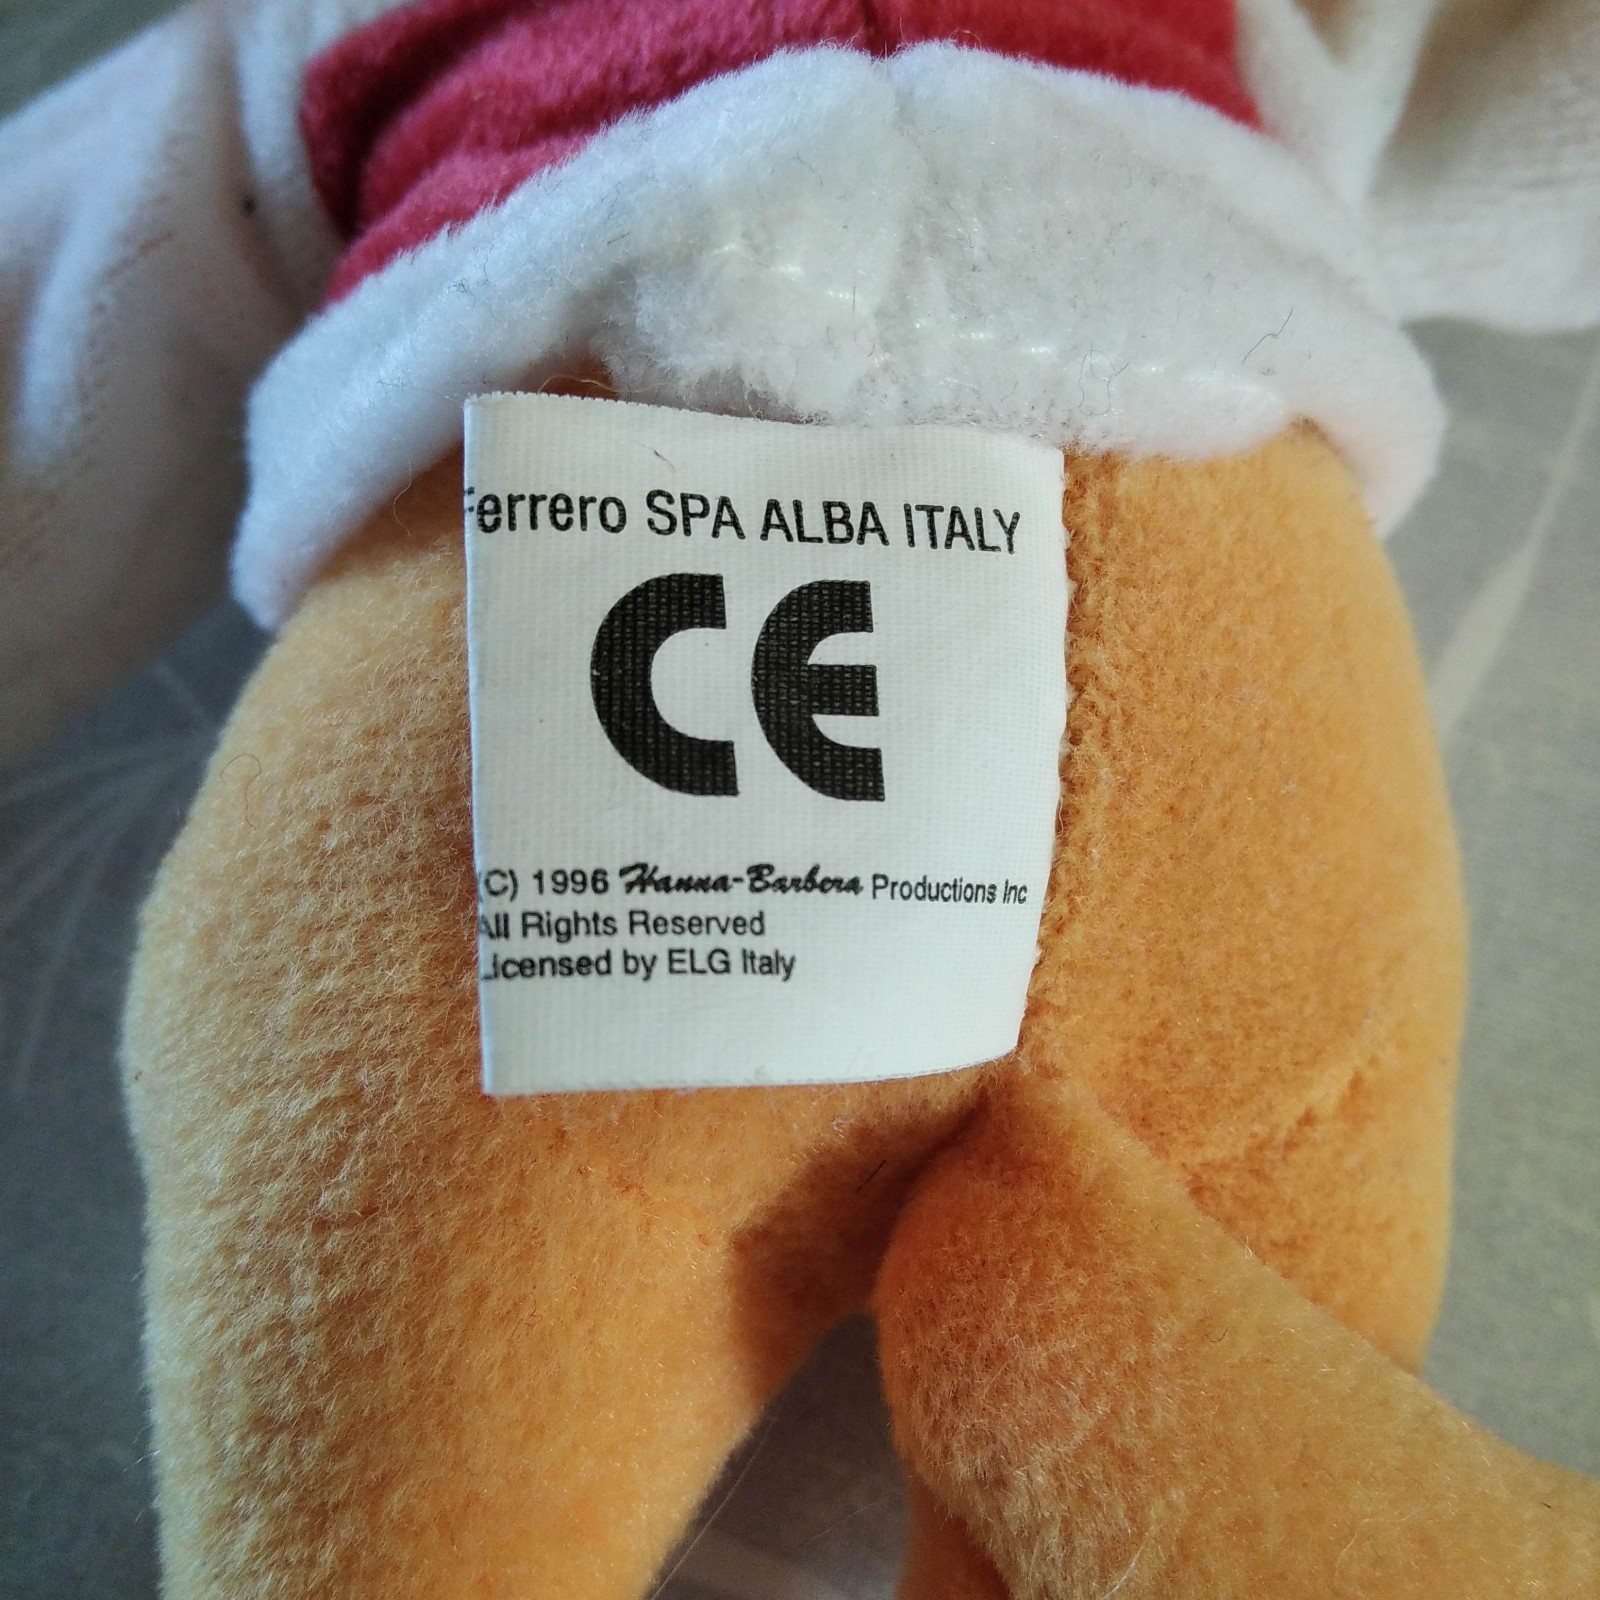 Ferrero SPA ALBA ITALY
CE
(C) 1996 Hanna-Barbera Productions Inc
All Rights Reserved
Licensed by ELG Italy